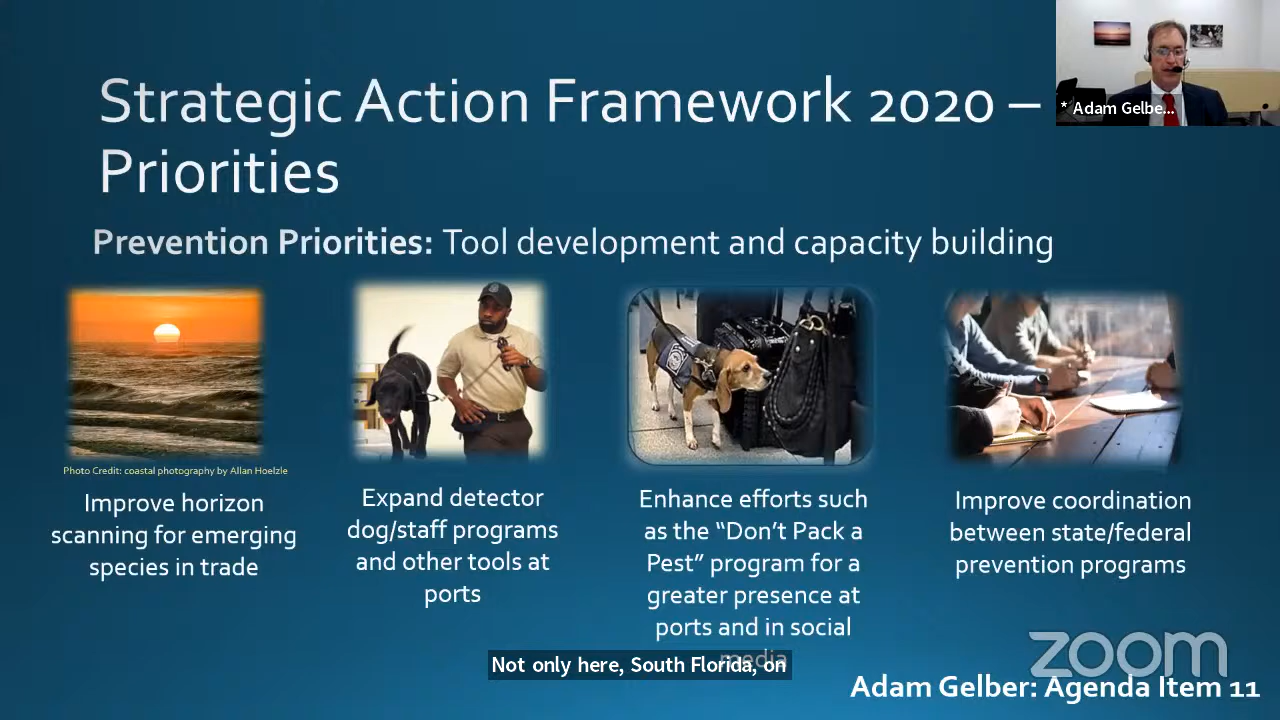 Strategic Action Framework 2020 –
Priorities
* Adam Gelbe...
Prevention Priorities: Tool development and capacity building
Photo Credit: coastal photography by Allan Hoelzle
Improve horizon
scanning for emerging
species in trade
Expand detector
dog/staff programs
and other tools at
ports
Enhance efforts such
as the “Don’t Pack a
Pest” program for a
greater presence at
ports and in social
media
Improve coordination
between state/federal
prevention programs
Not only here, South Florida, on
zoom
Adam Gelber: Agenda Item 11